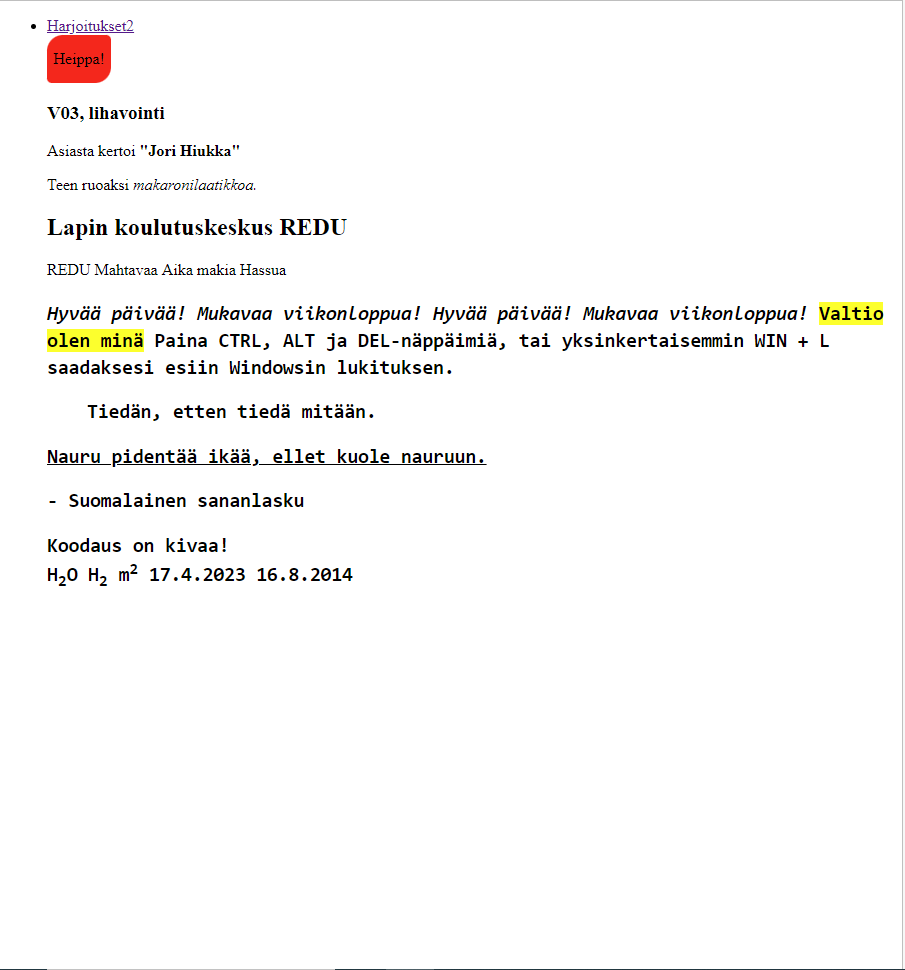 Harjoitukset2
Heippa!
V03, lihavointi
Asiasta kertoi "Jori Hiukka"
Teen ruoaksi makaronilaatikkoa.
Lapin koulutuskeskus REDU
REDU Mahtavaa Aika makia Hassua
Hyvää päivää! Mukavaa viikonloppua! Hyvää päivää! Mukavaa viikonloppua! Valtio
olen minä Paina CTRL, ALT ja DEL-näppäimiä, tai yksinkertaisemmin WIN + L
saadaksesi esiin Windowsin lukituksen.
Tiedän, etten tiedä mitään.
Nauru pidentää ikää, ellet kuole nauruun.
- Suomalainen sananlasku
Koodaus on kivaa!
H₂O H₂ m² 17.4.2023 16.8.2014